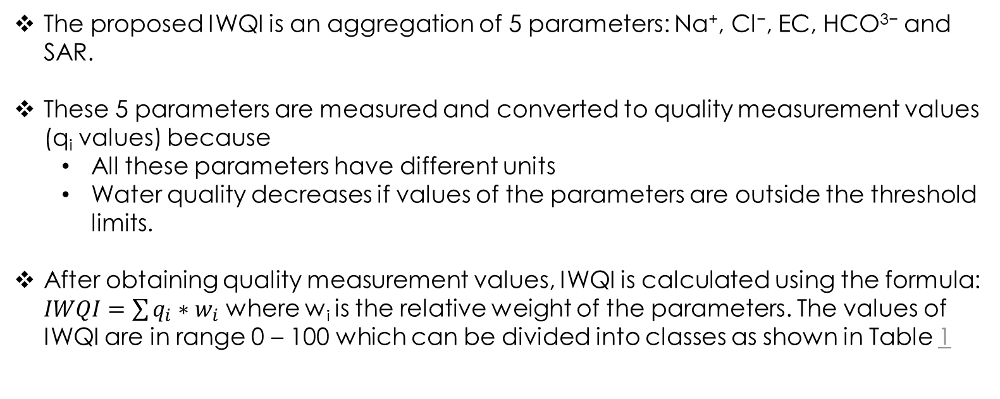 ❖ The proposed IWQI is an aggregation of 5 parameters: Na⁺, Cl⁻, EC, HCO³⁻ and
SAR.
❖ These 5 parameters are measured and converted to quality measurement values
(qᵢ values) because
• All these parameters have different units
• Water quality decreases if values of the parameters are outside the threshold
limits.
❖ After obtaining quality measurement values, IWQI is calculated using the formula:
IWQI = ∑ qᵢ * wᵢ where wᵢ is the relative weight of the parameters. The values of
IWQI are in range 0 – 100 which can be divided into classes as shown in Table 1